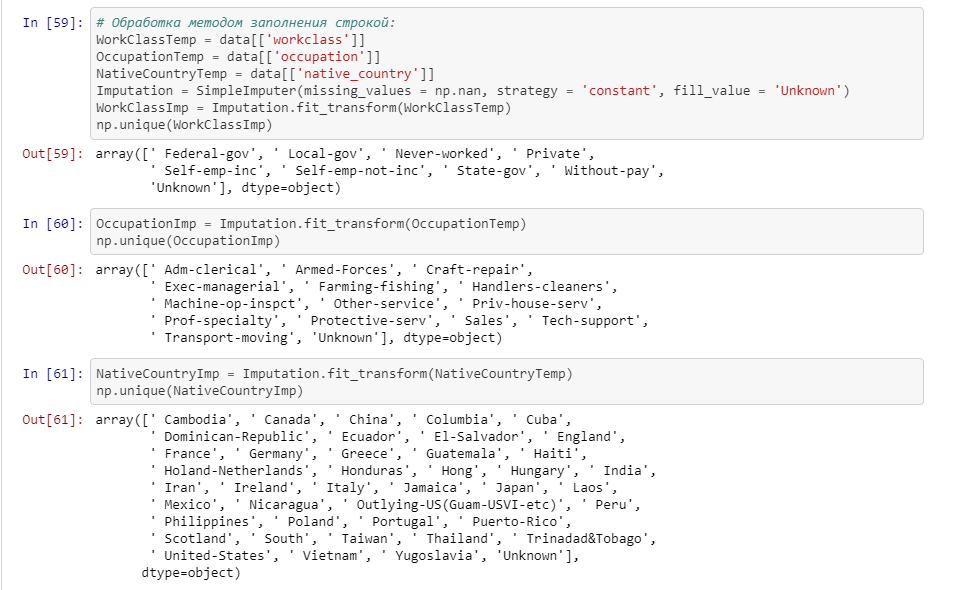 In [59]: # Обработка методом заполнения строкой:
WorkClassTemp = data[['workclass']]
OccupationTemp = data[['occupation']]
NativeCountryTemp = data[['native_country']]
Imputation = SimpleImputer(missing_values = np.nan, strategy = 'constant', fill_value = 'Unknown')
WorkClassImp = Imputation.fit_transform(WorkClassTemp)
np.unique(WorkClassImp)
Out[59]: array([' Federal-gov', ' Local-gov', ' Never-worked', ' Private',
' Self-emp-inc', ' Self-emp-not-inc', ' State-gov', ' Without-pay',
'Unknown'], dtype=object)
In [60]: OccupationImp = Imputation.fit_transform(OccupationTemp)
np.unique(OccupationImp)
Out[60]: array([' Adm-clerical', ' Armed-Forces', ' Craft-repair',
' Exec-managerial', ' Farming-fishing', ' Handlers-cleaners',
' Machine-op-inspct', ' Other-service', ' Priv-house-serv',
' Prof-specialty', ' Protective-serv', ' Sales', ' Tech-support',
' Transport-moving', 'Unknown'], dtype=object)
In [61]: NativeCountryImp = Imputation.fit_transform(NativeCountryTemp)
np.unique(NativeCountryImp)
Out[61]: array([' Cambodia', ' Canada', ' China', ' Columbia', ' Cuba',
' Dominican-Republic', ' Ecuador', ' El-Salvador', ' England',
' France', ' Germany', ' Greece', ' Guatemala', ' Haiti',
' Holand-Netherlands', ' Honduras', ' Hong', ' Hungary', ' India',
' Iran', ' Ireland', ' Italy', ' Jamaica', ' Japan', ' Laos',
' Mexico', ' Nicaragua', ' Outlying-US(Guam-USVI-etc)', ' Peru',
' Philippines', ' Poland', ' Portugal', ' Puerto-Rico',
' Scotland', ' South', ' Taiwan', ' Thailand', ' Trinadad&Tobago',
' United-States', ' Vietnam', ' Yugoslavia', 'Unknown'],
dtype=object)